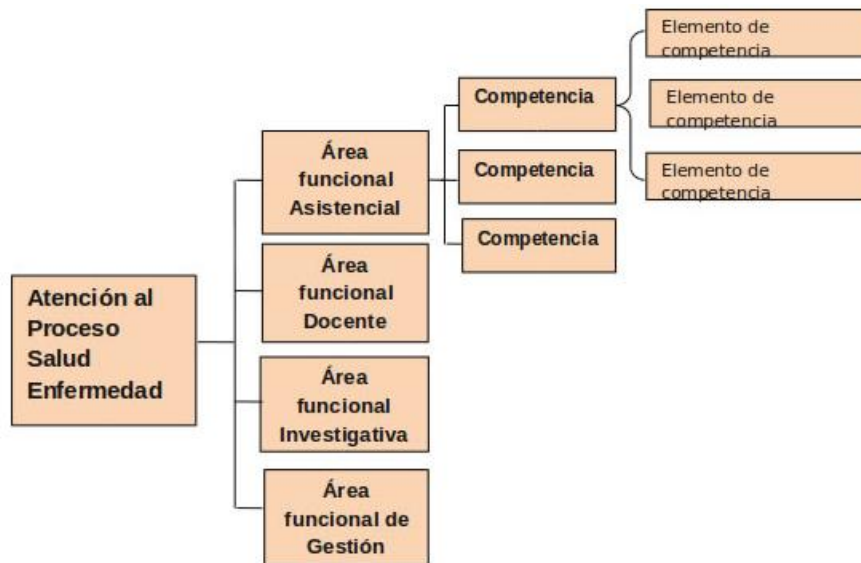 Atención al
Proceso
Salud
Enfermedad
Área
funcional
Asistencial
Área
funcional
Docente
Área
funcional
Investigativa
Área
funcional de
Gestión
Competencia
Competencia
Competencia
Elemento de
competencia
Elemento de
competencia
Elemento de
competencia